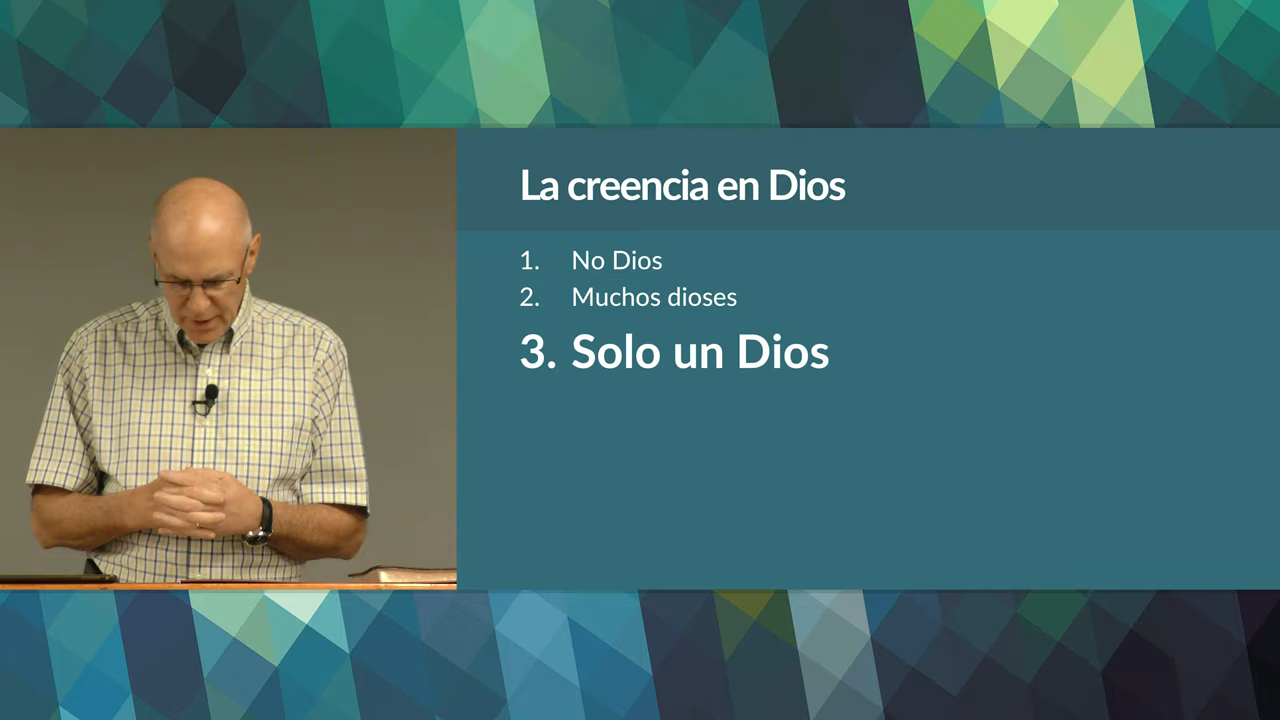 La creencia en Dios
1. No Dios
2. Muchos dioses
3. Solo un Dios